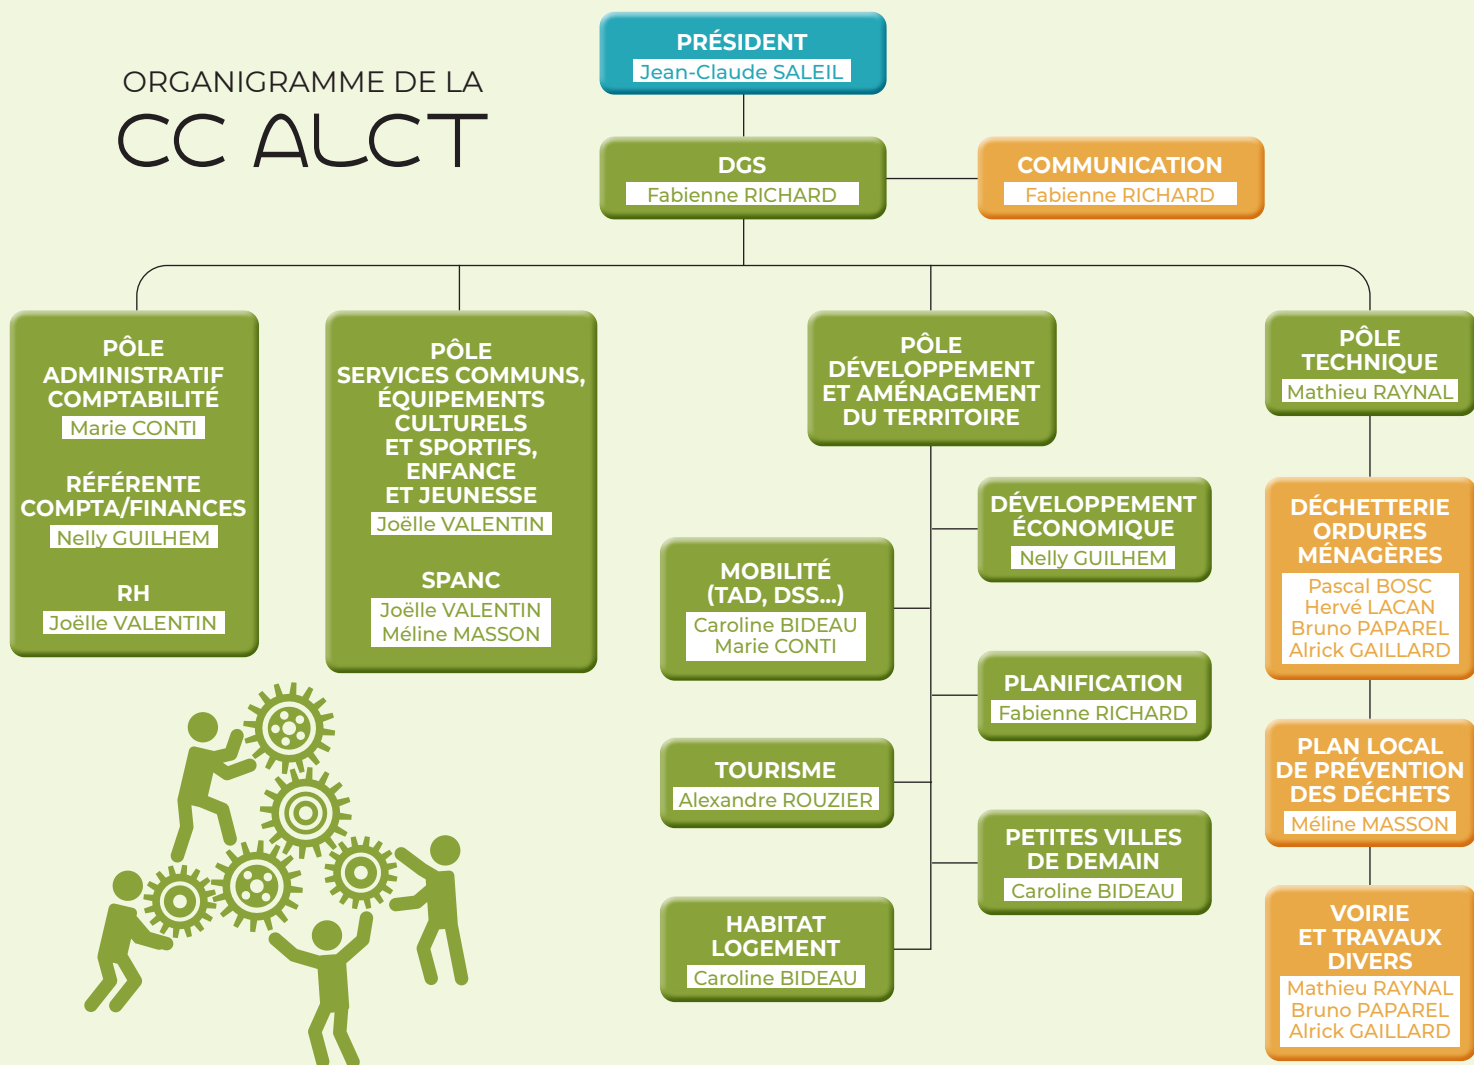 ORGANIGRAMME DE LA
CC ALCT
PRÉSIDENT
Jean-Claude SALEIL
DGS
Fabienne RICHARD
COMMUNICATION
Fabienne RICHARD
PÔLE
ADMINISTRATIF
COMPTABILITÉ
Marie CONTI
RÉFÉRENTE
COMPTA/FINANCES
Nelly GUILHEM
RH
Joëlle VALENTIN
PÔLE
SERVICES COMMUNS,
ÉQUIPEMENTS
CULTURELS
ET SPORTIFS,
ENFANCE
ET JEUNESSE
Joëlle VALENTIN
SPANC
Joëlle VALENTIN
Méline MASSON
PÔLE
DÉVELOPPEMENT
ET AMÉNAGEMENT
DU TERRITOIRE
MOBILITÉ
(TAD, DSS...)
Caroline BIDEAU
Marie CONTI
TOURISME
Alexandre ROUZIER
HABITAT
LOGEMENT
Caroline BIDEAU
DÉVELOPPEMENT
ÉCONOMIQUE
Nelly GUILHEM
PLANIFICATION
Fabienne RICHARD
PETITES VILLES
DE DEMAIN
Caroline BIDEAU
PÔLE
TECHNIQUE
Mathieu RAYNAL
DÉCHETTERIE
ORDURES
MÉNAGÈRES
Pascal BOSC
Hervé LACAN
Bruno PAPAREL
Alrick GAILLARD
PLAN LOCAL
DE PRÉVENTION
DES DÉCHETS
Méline MASSON
VOIRIE
ET TRAVAUX
DIVERS
Mathieu RAYNAL
Bruno PAPAREL
Alrick GAILLARD